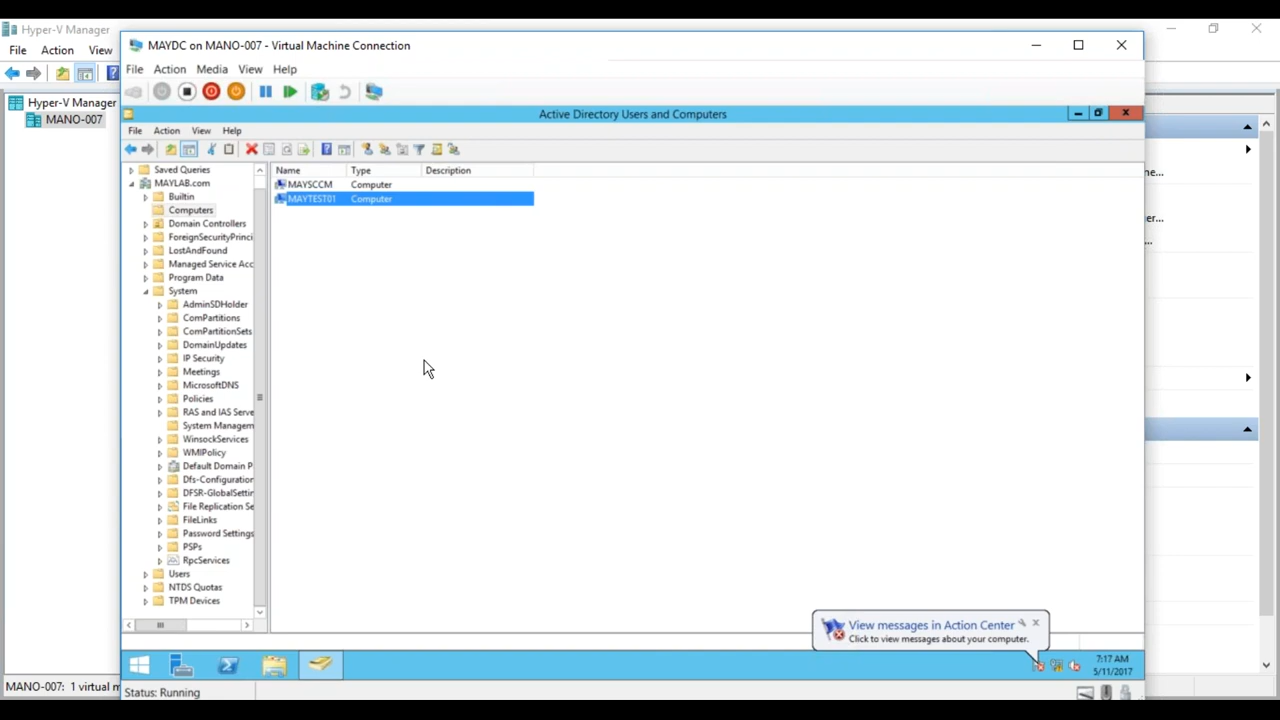 Hyper-V Manager
File Action View
Hyper-V Manager
MANO-007
MANO-007: 1 virtual m
MAYDC on MANO-007 - Virtual Machine Connection
File Action Media View Help
Active Directory Users and Computers
File Action View Help
Saved Queries
MAYLAB.com
Builtin
Computers
Domain Controllers
ForeignSecurityPrinci
LostAndFound
Managed Service Acc
Program Data
System
AdminSDHolder
ComPartitions
ComPartitionSets
DomainUpdates
IP Security
Meetings
MicrosoftDNS
Policies
RAS and IAS Serve
System Managem
WinsockServices
WMIPolicy
Default Domain P
Dfs-Configuration
DFSR-GlobalSettin
File Replication Se
FileLinks
Password Settings
PSPs
RpcServices
Users
NTDS Quotas
TPM Devices
Name Type Description
MAYSCCM Computer
MAYTEST01 Computer
View messages in Action Center
Click to view messages about your computer.
7:17 AM
5/11/2017
Status: Running
ne...
er...
...